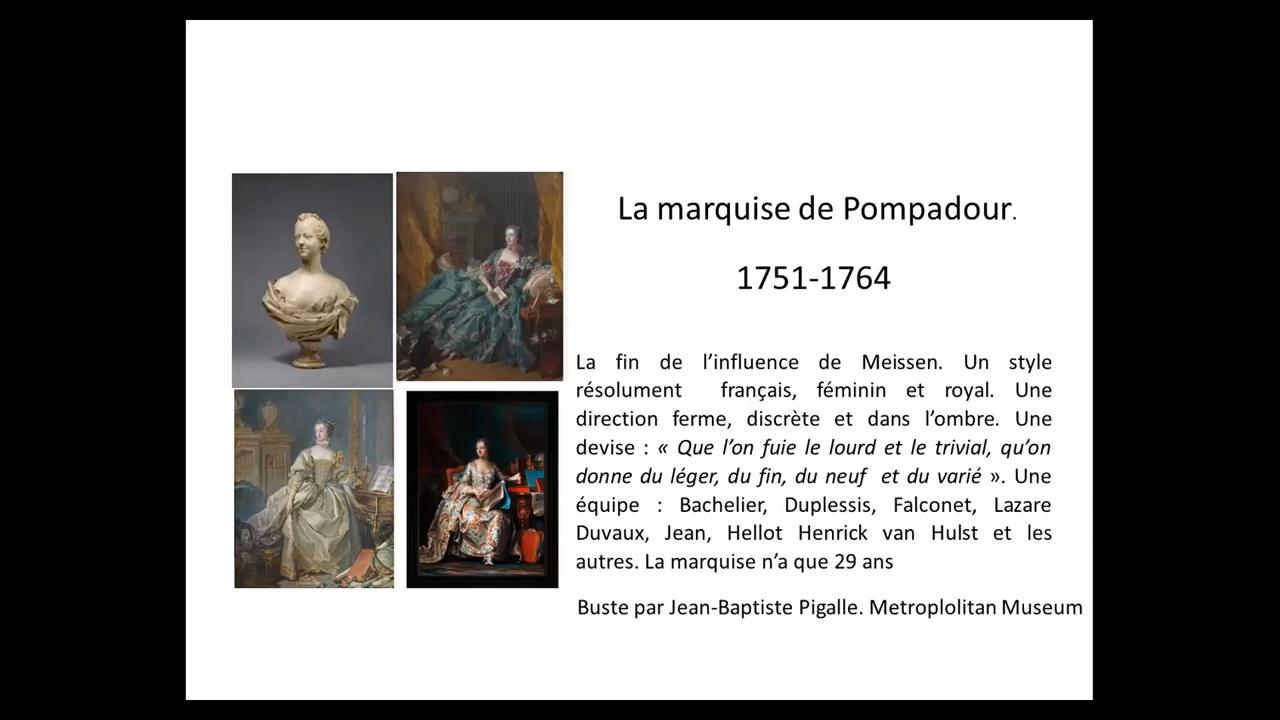 La marquise de Pompadour.
1751-1764
La fin de l’influence de Meissen. Un style
résolument français, féminin et royal. Une
direction ferme, discrète et dans l’ombre. Une
devise : « Que l’on fuie le lourd et le trivial, qu’on
donne du léger, du fin, du neuf et du varié ». Une
équipe : Bachelier, Duplessis, Falconet, Lazare
Duvaux, Jean, Hellot Henrick van Hulst et les
autres. La marquise n’a que 29 ans
Buste par Jean-Baptiste Pigalle. Metroplolitan Museum